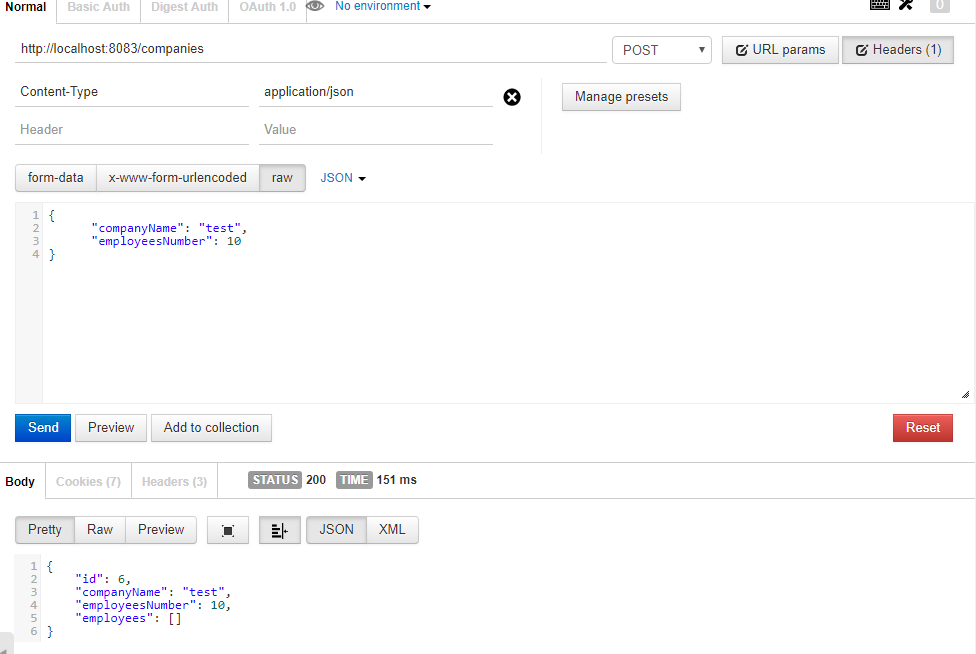 Normal Basic Auth Digest Auth OAuth 1.0 No environment 0
http://localhost:8083/companies POST URL params Headers (1)
Content-Type application/json Manage presets
Header Value
form-data x-www-form-urlencoded raw JSON
1 {
2 "companyName": "test",
3 "employeesNumber": 10
4 }
Send Preview Add to collection Reset
Body Cookies (7) Headers (3) STATUS 200 TIME 151 ms
Pretty Raw Preview JSON XML
1 {
2 "id": 6,
3 "companyName": "test",
4 "employeesNumber": 10,
5 "employees": []
6 }